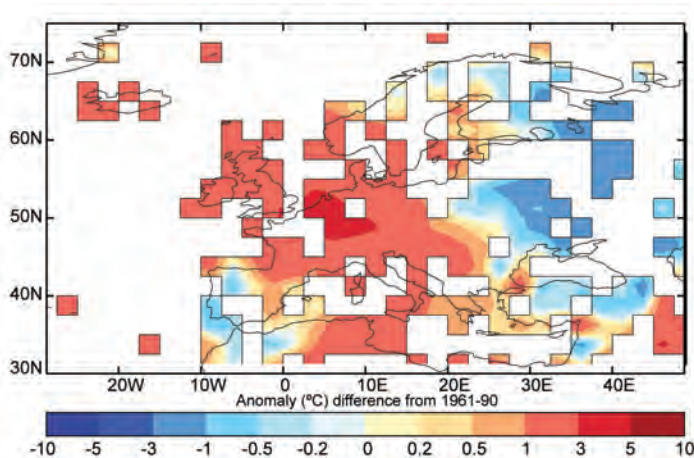 70N
60N
50N
40N
30N
20W 10W 0 10E 20E 30E 40E
Anomaly (ºC) difference from 1961-90
-10 -5 -3 -1 -0.5 -0.2 0 0.2 0.5 1 3 5 10